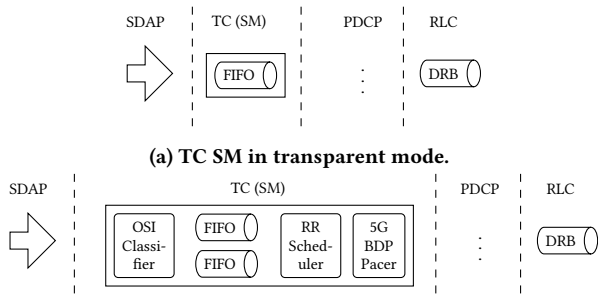 SDAP TC (SM) PDCP RLC
FIFO DRB
(a) TC SM in transparent mode.
SDAP TC (SM) PDCP RLC
OSI Classi- fier
FIFO
FIFO
RR Sched- uler
5G BDP Pacer
DRB